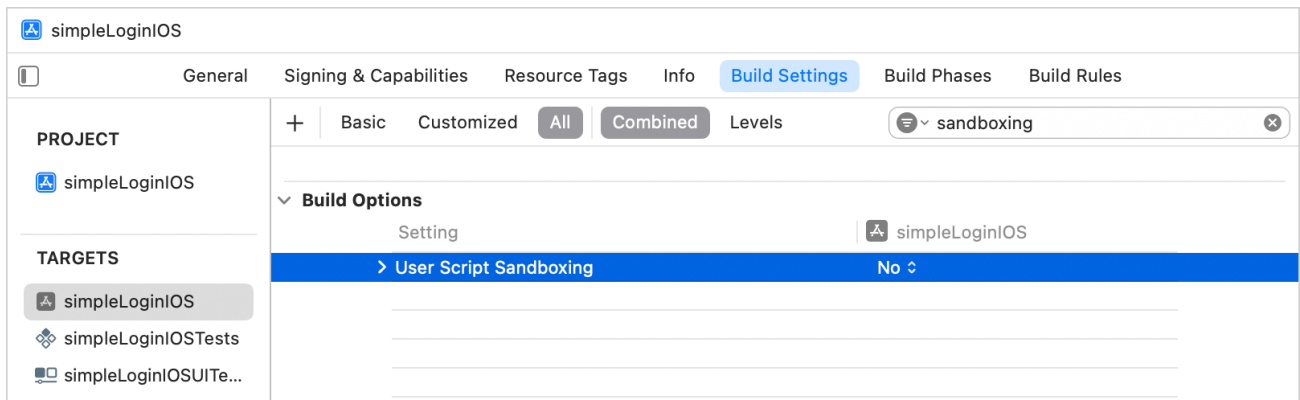 simpleLoginIOS
General Signing & Capabilities Resource Tags Info Build Settings Build Phases Build Rules
Basic Customized All Combined Levels sandboxing
PROJECT
simpleLoginIOS
Build Options
Setting simpleLoginIOS
TARGETS
User Script Sandboxing No
simpleLoginIOS
simpleLoginIOSTests
simpleLoginIOSUITe...